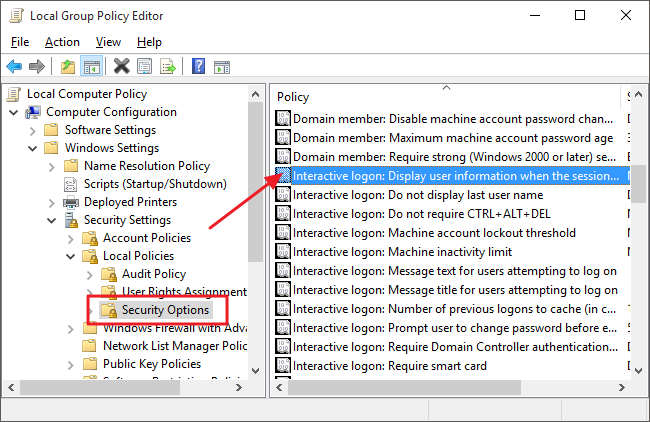 Local Group Policy Editor
File Action View Help
Local Computer Policy
Computer Configuration
Software Settings
Windows Settings
Name Resolution Policy
Scripts (Startup/Shutdown)
Deployed Printers
Security Settings
Account Policies
Local Policies
Audit Policy
User Rights Assignment
Security Options
Windows Firewall with Adva
Network List Manager Polic
Public Key Policies
Software Restriction Policie
Policy
Domain member: Disable machine account password chan...
Domain member: Maximum machine account password age
Domain member: Require strong (Windows 2000 or later) se...
Interactive logon: Display user information when the session...
Interactive logon: Do not display last user name
Interactive logon: Do not require CTRL+ALT+DEL
Interactive logon: Machine account lockout threshold
Interactive logon: Machine inactivity limit
Interactive logon: Message text for users attempting to log on
Interactive logon: Message title for users attempting to log on
Interactive logon: Number of previous logons to cache (in c...
Interactive logon: Prompt user to change password before e...
Interactive logon: Require Domain Controller authentication...
Interactive logon: Require smart card